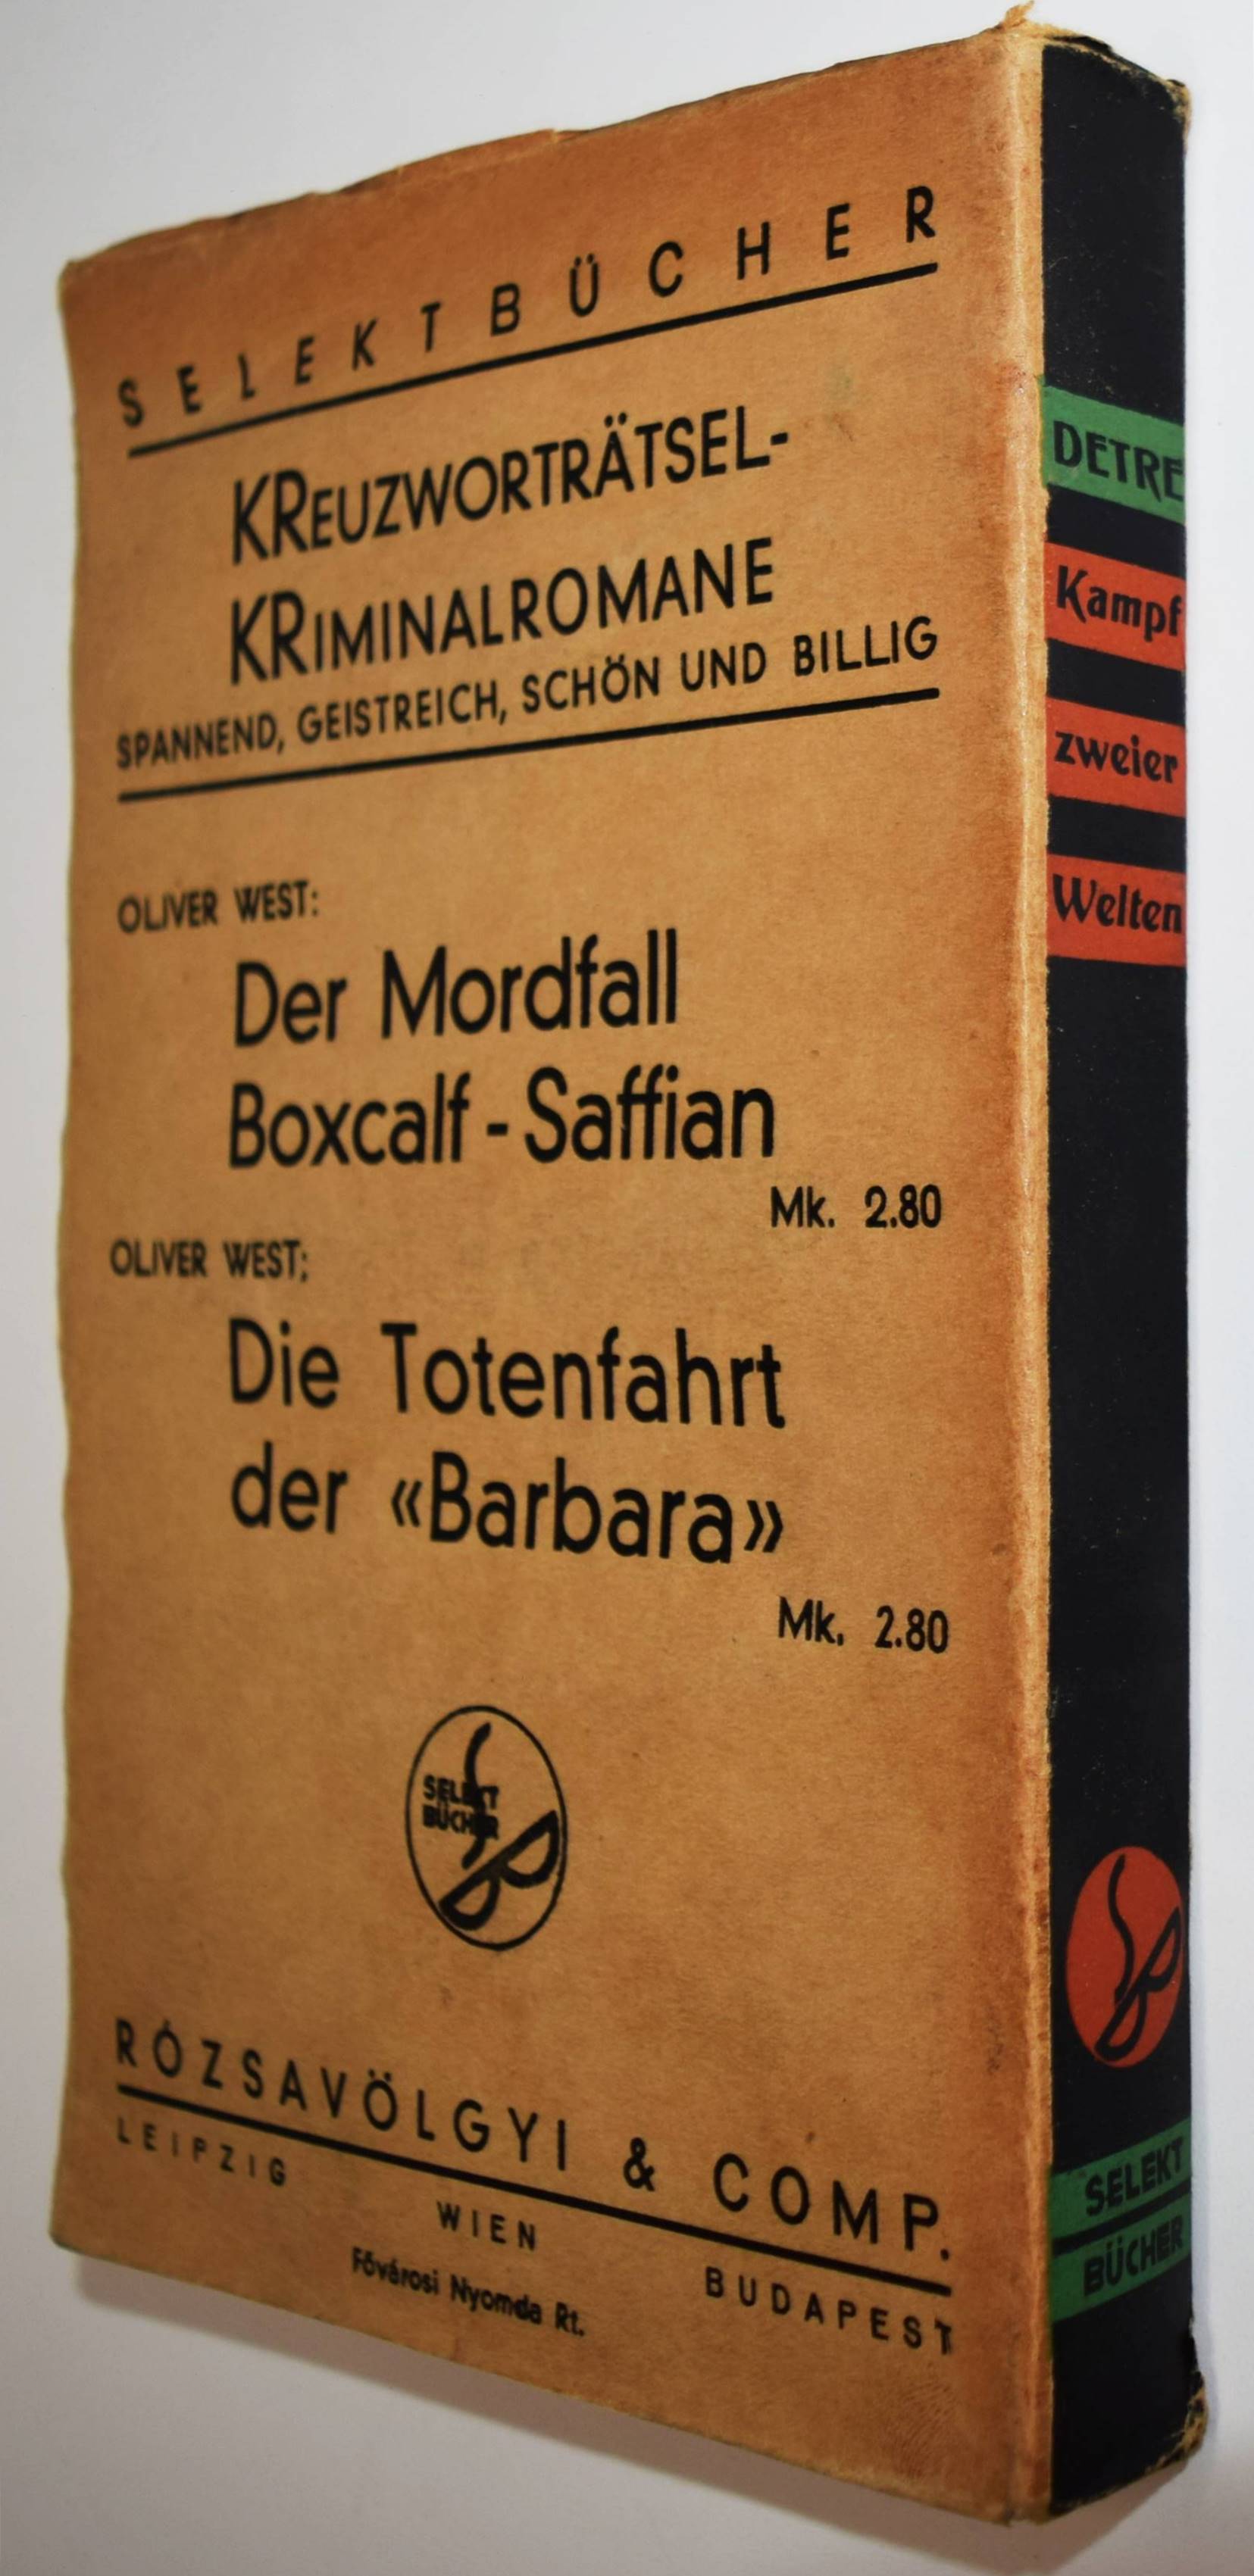 SELEKTBÜCHER
KREUZWORTRÄTSEL-
KRIMINALROMANE
SPANNEND, GEISTREICH, SCHÖN UND BILLIG
OLIVER WEST:
Der Mordfall
Boxcalf - Saffian
Mk. 2.80
OLIVER WEST:
Die Totenfahrt
der «Barbara»
Mk. 2.80
SELEKT
BÜCHER
RÓZSAVÖLGYI & COMP.
LEIPZIG WIEN BUDAPEST
Fővárosi Nyomda Rt.
DETRE
Kampf
zweier
Welten
SELEKT
BÜCHER